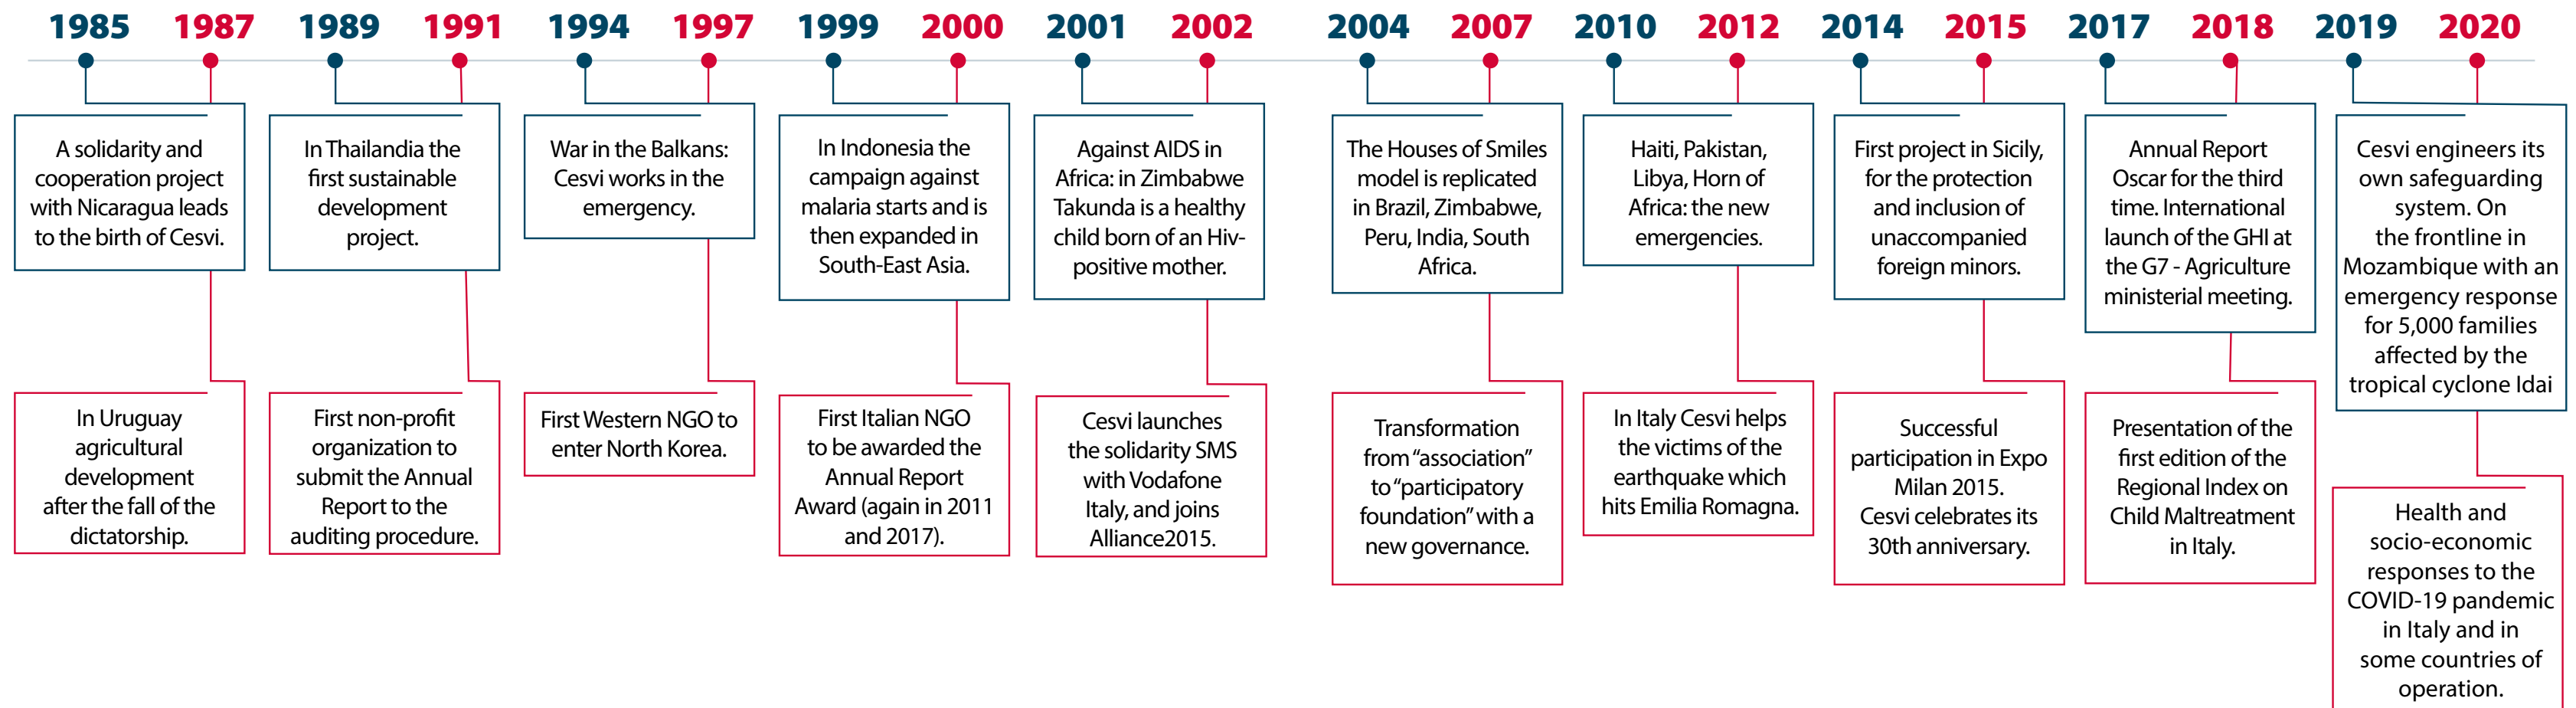 1985 1987 1989 1991 1994 1997 1999 2000 2001 2002 2004 2007 2010 2012 2014 2015 2017 2018 2019 2020
A solidarity and
cooperation project
with Nicaragua leads
to the birth of Cesvi.
In Thailandia the
first sustainable
development
project.
War in the Balkans:
Cesvi works in the
emergency.
In Indonesia the
campaign against
malaria starts and is
then expanded in
South-East Asia.
Against AIDS in
Africa: in Zimbabwe
Takunda is a healthy
child born of an Hiv-
positive mother.
The Houses of Smiles
model is replicated
in Brazil, Zimbabwe,
Peru, India, South
Africa.
Haiti, Pakistan,
Libya, Horn of
Africa: the new
emergencies.
First project in Sicily,
for the protection
and inclusion of
unaccompanied
foreign minors.
Annual Report
Oscar for the third
time. International
launch of the GHI at
the G7 - Agriculture
ministerial meeting.
Cesvi engineers its
own safeguarding
system. On
the frontline in
Mozambique with an
emergency response
for 5,000 families
affected by the
tropical cyclone Idai
In Uruguay
agricultural
development
after the fall of the
dictatorship.
First non-profit
organization to
submit the Annual
Report to the
auditing procedure.
First Western NGO to
enter North Korea.
First Italian NGO
to be awarded the
Annual Report
Award (again in 2011
and 2017).
Cesvi launches
the solidarity SMS
with Vodafone
Italy, and joins
Alliance2015.
Transformation
from “association”
to “participatory
foundation” with a
new governance.
In Italy Cesvi helps
the victims of the
earthquake which
hits Emilia Romagna.
Successful
participation in Expo
Milan 2015.
Cesvi celebrates its
30th anniversary.
Presentation of the
first edition of the
Regional Index on
Child Maltreatment
in Italy.
Health and
socio-economic
responses to the
COVID-19 pandemic
in Italy and in
some countries of
operation.